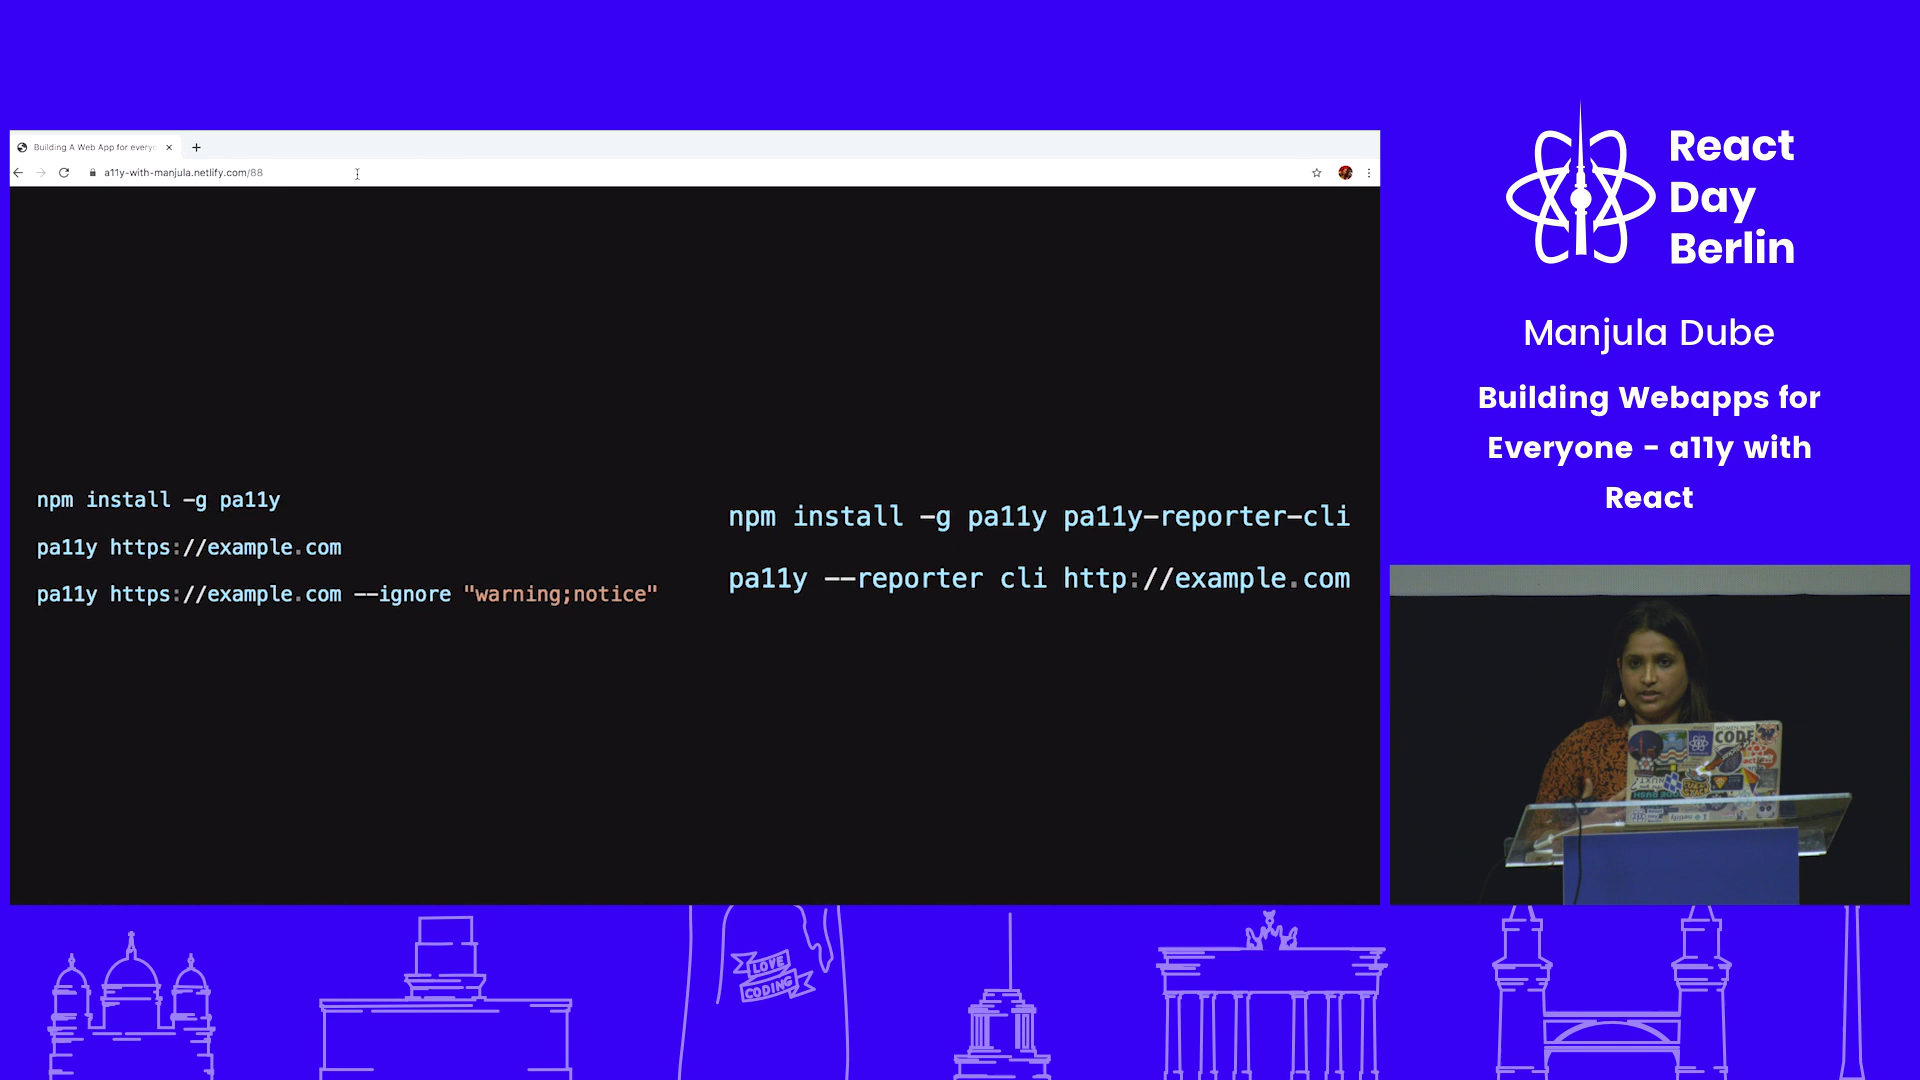 Building A Web App for everyo
a11y-with-manjula.netlify.com/88
npm install -g pa11y
pa11y https://example.com
pa11y https://example.com --ignore "warning;notice"
npm install -g pa11y pa11y-reporter-cli
pa11y --reporter cli http://example.com
React
Day
Berlin
Manjula Dube
Building Webapps for
Everyone - a11y with
React
CODE
LOVE
CODING